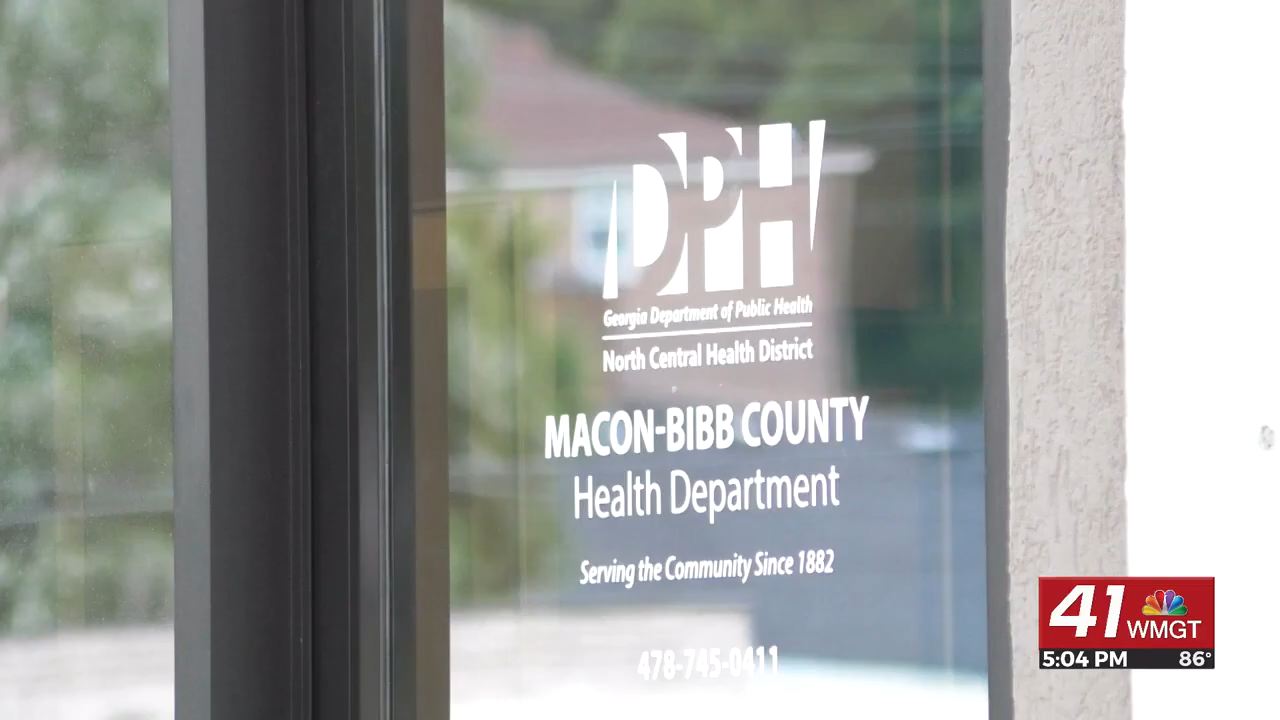 DPH
Georgia Department of Public Health
North Central Health District
MACON-BIBB COUNTY
Health Department
Serving the Community Since 1882
478-745-0411
41
WMGT
5:04 PM 86°